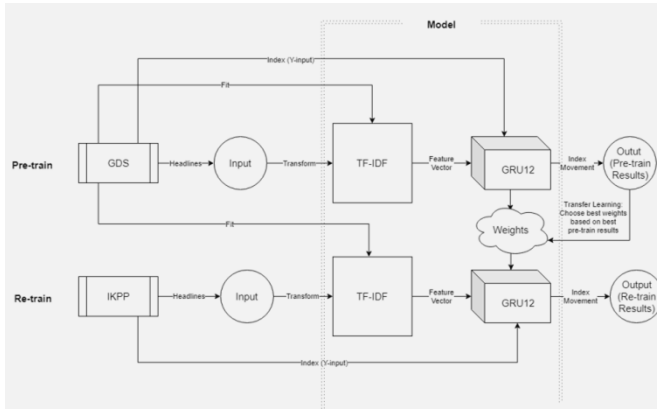 Model
Index (Y-input)
Fit
Pre-train
GDS
Headlines
Input
Transform
TF-IDF
Feature
Vector
GRU12
Index
Movement
Outut
(Pre-train
Results)
Transfer Learning:
Choose best weights
based on best
pre-train results
Weights
Fit
Re-train
IKPP
Headlines
Input
Transform
TF-IDF
Feature
Vector
GRU12
Index
Movement
Output
(Re-train
Results)
Index (Y-input)